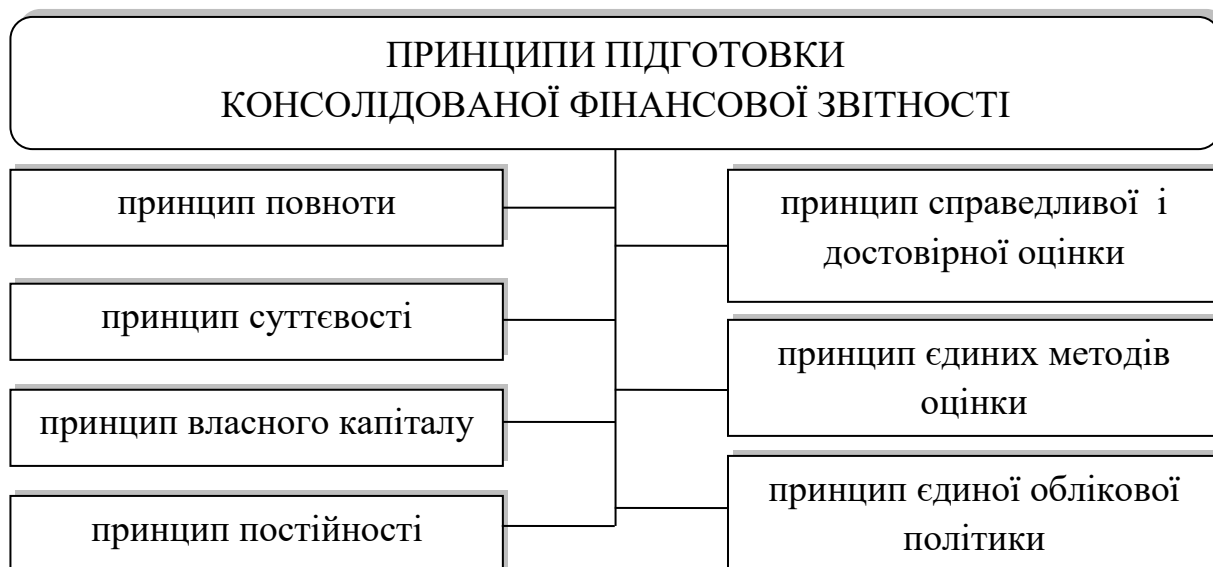 ПРИНЦИПИ ПІДГОТОВКИ
КОНСОЛІДОВАНОЇ ФІНАНСОВОЇ ЗВІТНОСТІ
принцип повноти
принцип суттєвості
принцип власного капіталу
принцип постійності
принцип справедливої і
достовірної оцінки
принцип єдиних методів
оцінки
принцип єдиної облікової
політики